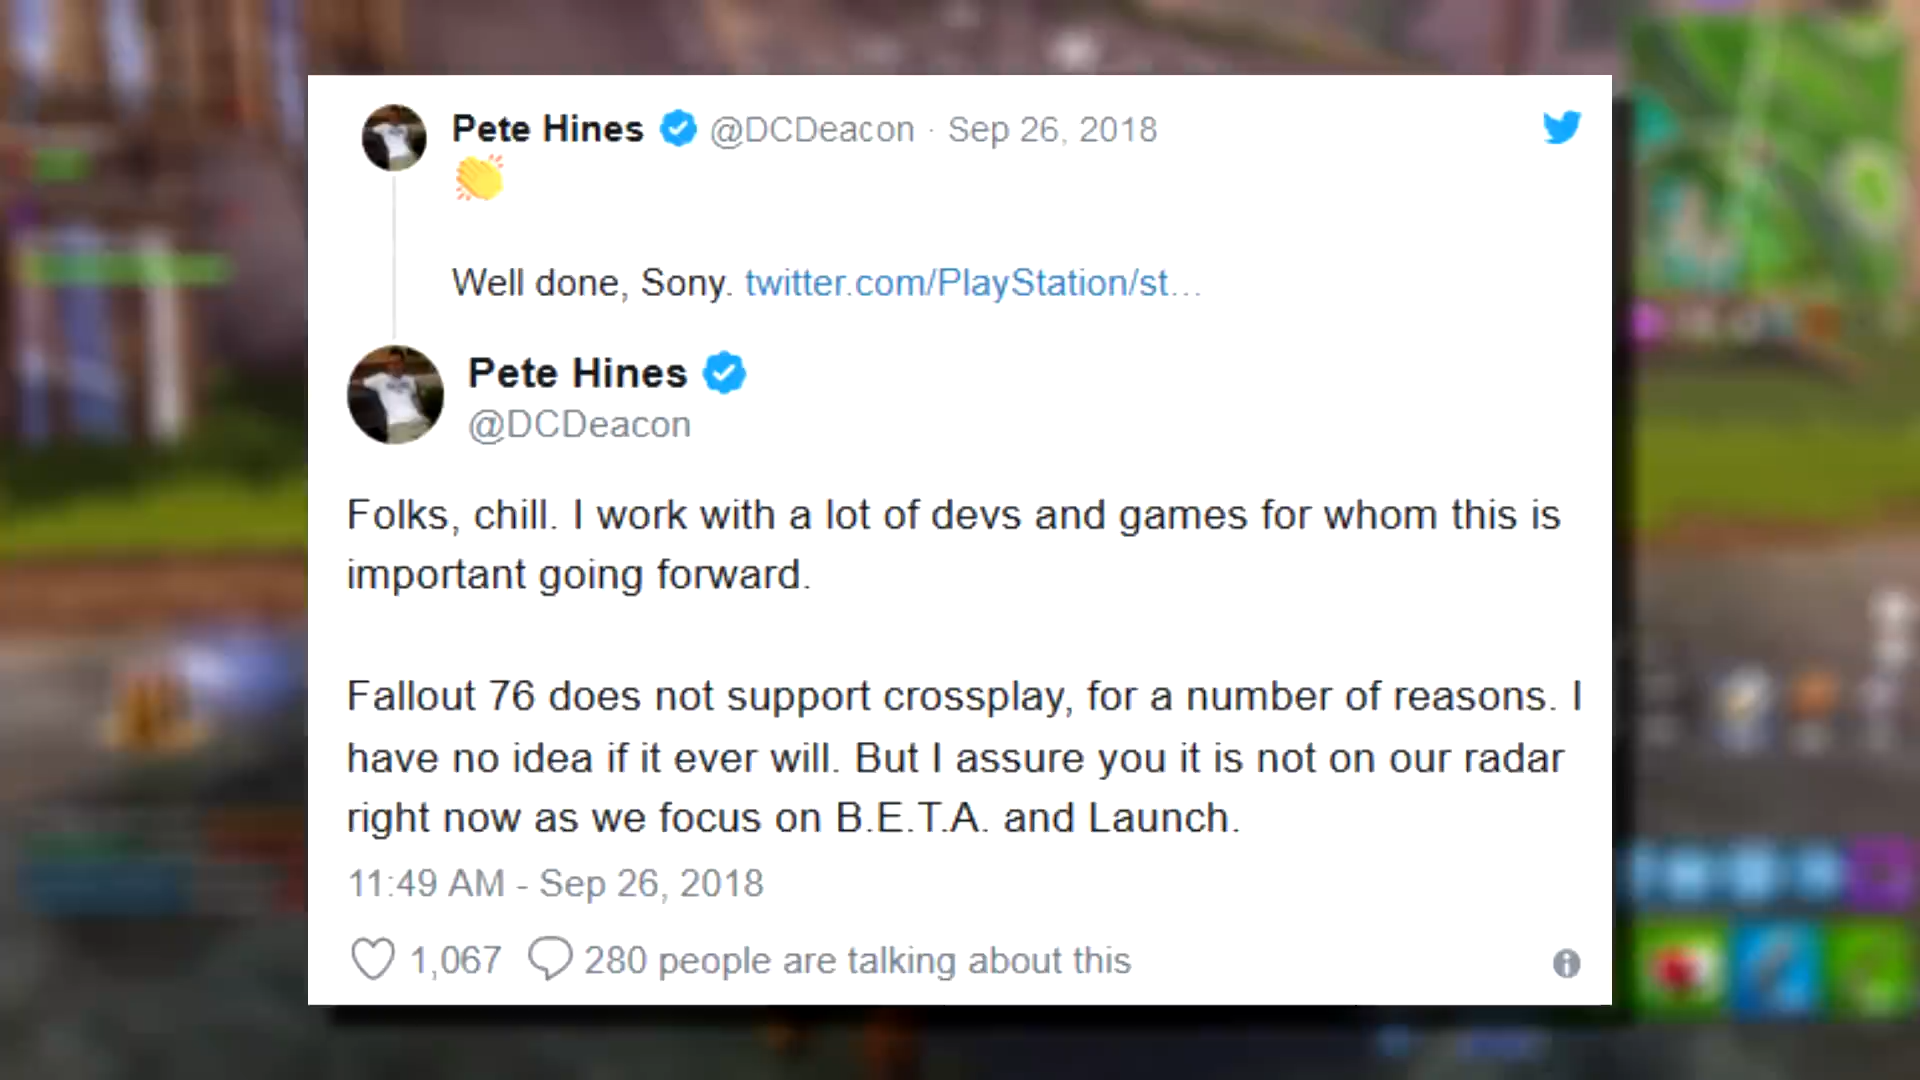 Pete Hines @DCDeacon · Sep 26, 2018
👏
Well done, Sony. twitter.com/PlayStation/st…
Pete Hines
@DCDeacon
Folks, chill. I work with a lot of devs and games for whom this is
important going forward.
Fallout 76 does not support crossplay, for a number of reasons. I
have no idea if it ever will. But I assure you it is not on our radar
right now as we focus on B.E.T.A. and Launch.
11:49 AM - Sep 26, 2018
1,067 280 people are talking about this